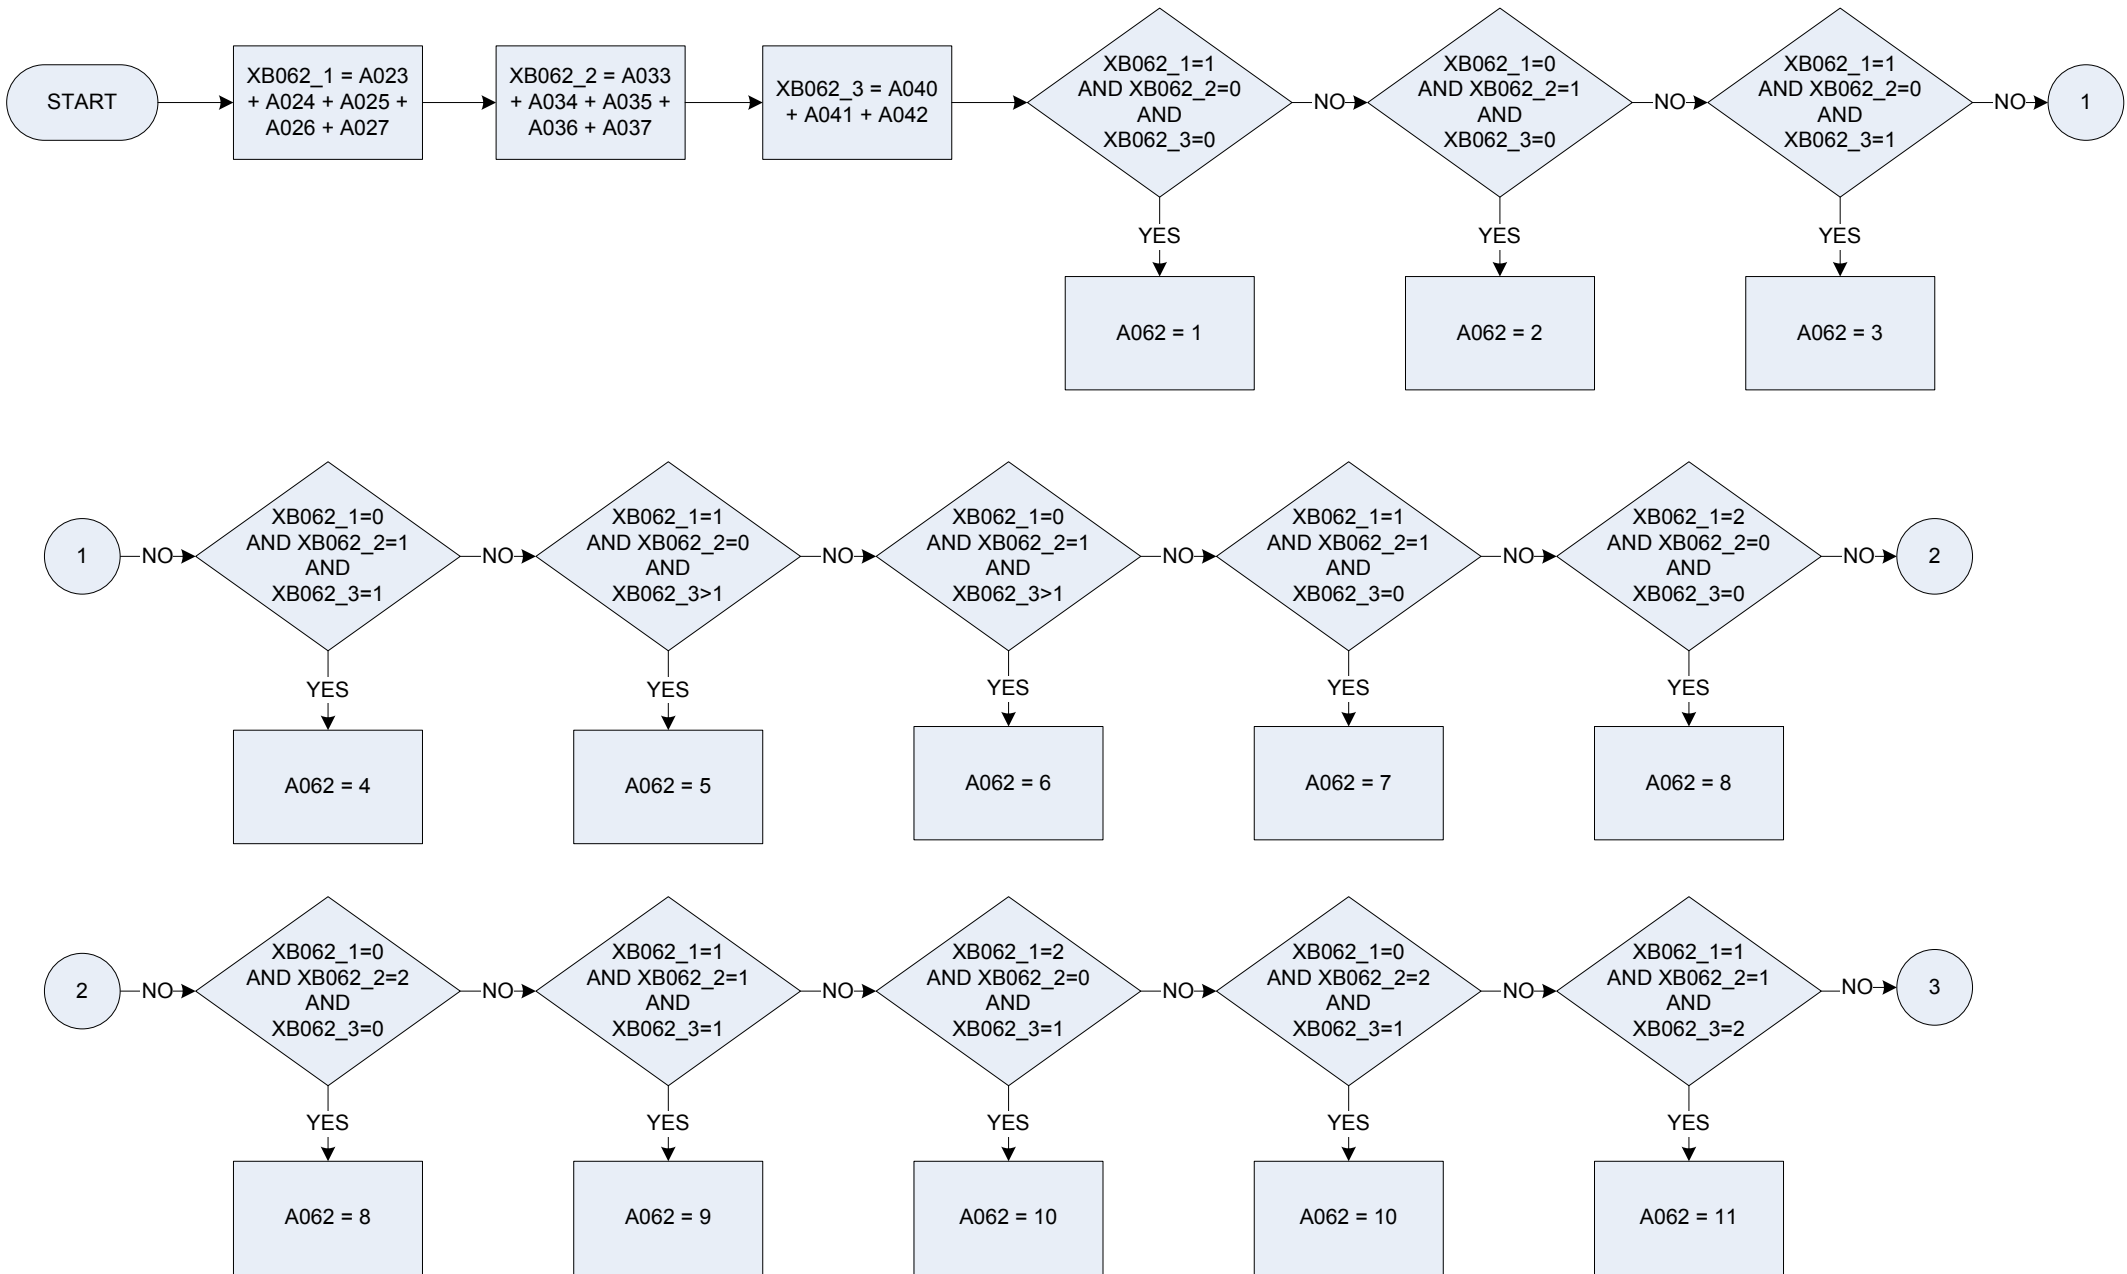 START
XB062_1 = A023
+ A024 + A025 +
A026 + A027
XB062_2 = A033
+ A034 + A035 +
A036 + A037
XB062_3 = A040
+ A041 + A042
XB062_1=1
AND XB062_2=0
AND
XB062_3=0
NO
XB062_1=0
AND XB062_2=1
AND
XB062_3=0
NO
XB062_1=1
AND XB062_2=0
AND
XB062_3=1
NO
1
YES
YES
YES
A062 = 1
A062 = 2
A062 = 3
1
NO
XB062_1=0
AND XB062_2=1
AND
XB062_3=1
NO
XB062_1=1
AND XB062_2=0
AND
XB062_3>1
NO
XB062_1=0
AND XB062_2=1
AND
XB062_3>1
NO
XB062_1=1
AND XB062_2=1
AND
XB062_3=0
NO
XB062_1=2
AND XB062_2=0
AND
XB062_3=0
NO
2
YES
YES
YES
YES
YES
A062 = 4
A062 = 5
A062 = 6
A062 = 7
A062 = 8
2
NO
XB062_1=0
AND XB062_2=2
AND
XB062_3=0
NO
XB062_1=1
AND XB062_2=1
AND
XB062_3=1
NO
XB062_1=2
AND XB062_2=0
AND
XB062_3=1
NO
XB062_1=0
AND XB062_2=2
AND
XB062_3=1
NO
XB062_1=1
AND XB062_2=1
AND
XB062_3=2
NO
3
YES
YES
YES
YES
YES
A062 = 8
A062 = 9
A062 = 10
A062 = 10
A062 = 11